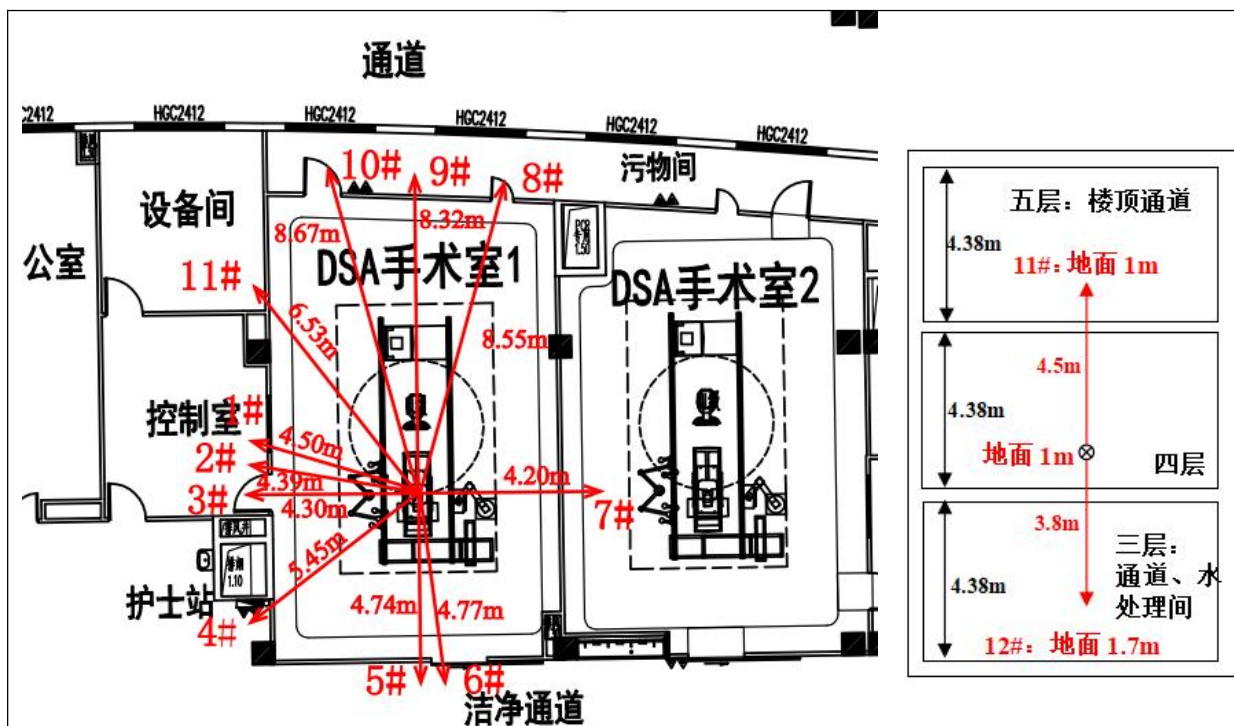 通道
C2412
HGC2412
HGC2412
HGC2412
HGC2412
HGC2412
10#
9#
8#
污物间
设备间
8.67m
8.32m
公室
DSA手术室1
DSA手术室2
11#
6.53m
8.55m
控制室
1#
4.50m
2#
4.39m
4.20m
3#
4.30m
7#
5.45m
1.10
1.50
护士站
4.74m
4.77m
4#
5#
6#
洁净通道
五层：楼顶通道
4.38m
11#：地面 1m
4.5m
4.38m
地面 1m
四层
3.8m
三层：
通道、水
处理间
4.38m
12#：地面 1.7m